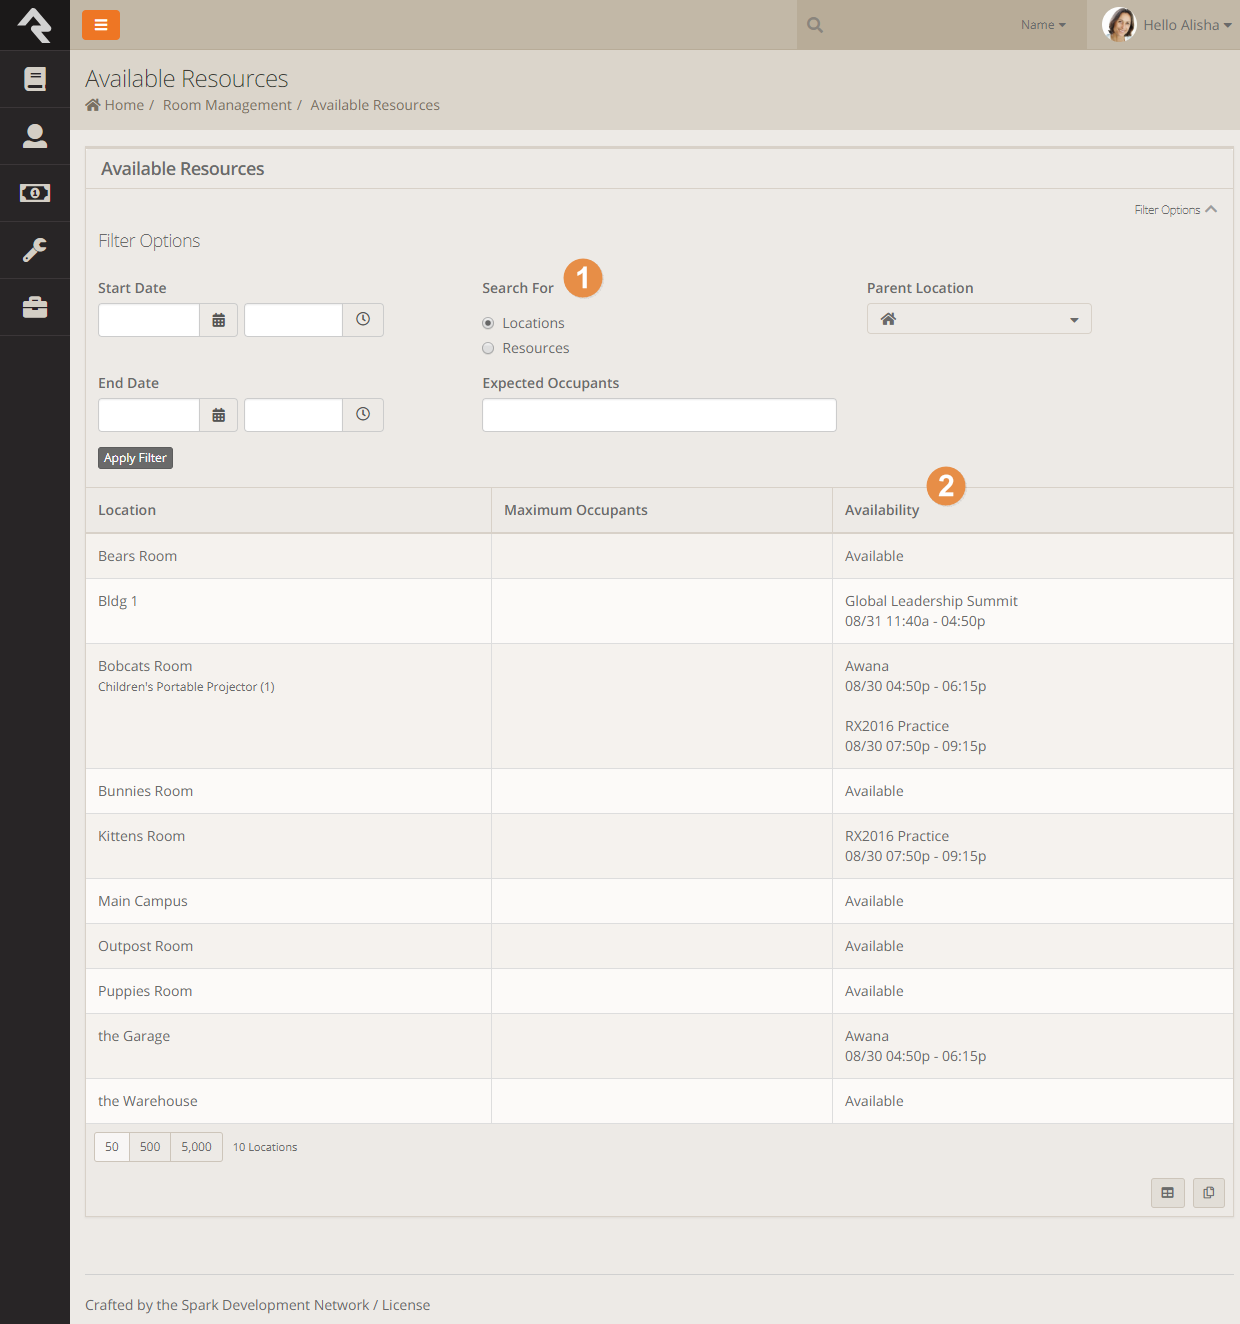 Name
Hello Alisha
Available Resources
Home / Room Management / Available Resources
Available Resources
Filter Options
Filter Options
Start Date
Search For
1
Parent Location
Locations
Resources
End Date
Expected Occupants
Apply Filter
2
Location Maximum Occupants Availability
Bears Room Available
Bldg 1 Global Leadership Summit
08/31 11:40a - 04:50p
Bobcats Room Awana
Children's Portable Projector (1) 08/30 04:50p - 06:15p
RX2016 Practice
08/30 07:50p - 09:15p
Bunnies Room Available
Kittens Room RX2016 Practice
08/30 07:50p - 09:15p
Main Campus Available
Outpost Room Available
Puppies Room Available
the Garage Awana
08/30 04:50p - 06:15p
the Warehouse Available
50 500 5,000 10 Locations
Crafted by the Spark Development Network / License